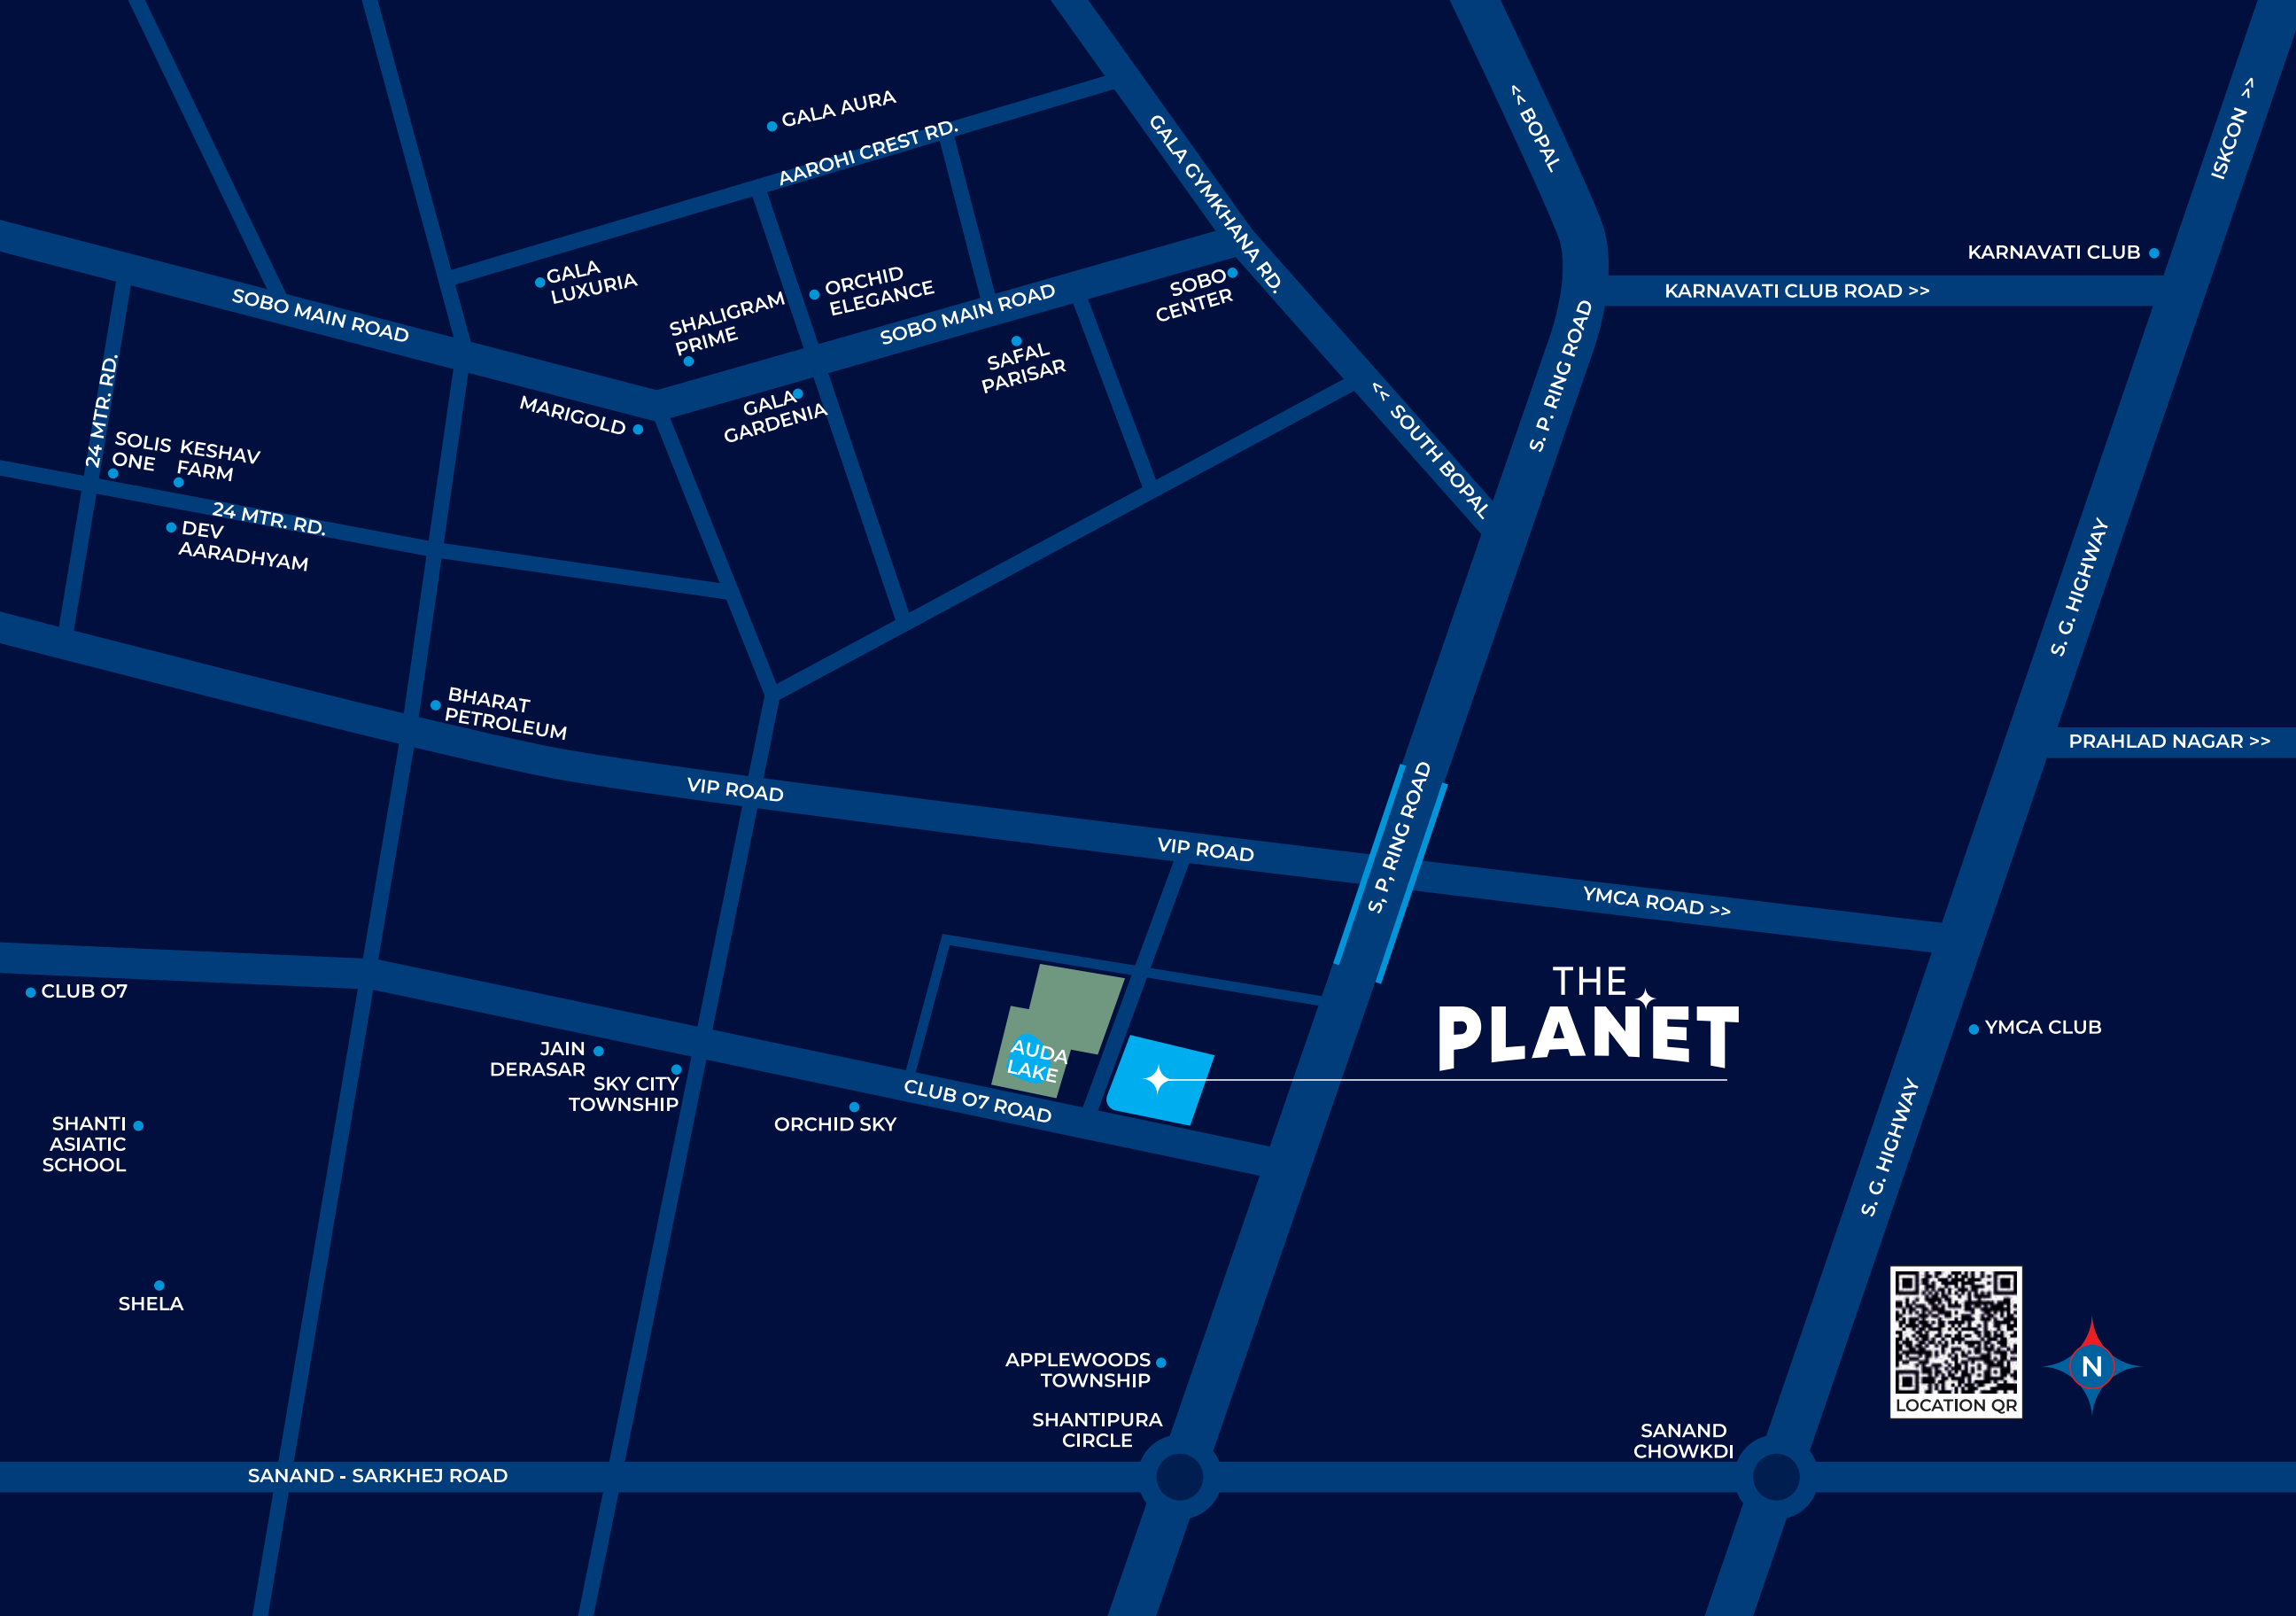 << BOPAL
ISKCON >>
GALA AURA
AAROHI CREST RD.
GALA GYMKHANA RD.
KARNAVATI CLUB
KARNAVATI CLUB ROAD >>
GALA
LUXURIA
ORCHID
ELEGANCE
SOBO
CENTER
SHALIGRAM
PRIME
SOBO MAIN ROAD
SOBO MAIN ROAD
SAFAL
PARISAR
S. P. RING ROAD
24 MTR. RD.
MARIGOLD
GALA
GARDENIA
<< SOUTH BOPAL
SOLIS
ONE
KESHAV
FARM
24 MTR. RD.
DEV
AARADHYAM
S. G. HIGHWAY
BHARAT
PETROLEUM
PRAHLAD NAGAR >>
VIP ROAD
VIP ROAD
S, P, RING ROAD
YMCA ROAD >>
THE
PLANET
CLUB O7
YMCA CLUB
JAIN
DERASAR
SKY CITY
TOWNSHIP
AUDA
LAKE
CLUB O7 ROAD
ORCHID SKY
SHANTI
ASIATIC
SCHOOL
S. G. HIGHWAY
SHELA
APPLEWOODS
TOWNSHIP
LOCATION QR
N
SHANTIPURA
CIRCLE
SANAND
CHOWKDI
SANAND - SARKHEJ ROAD